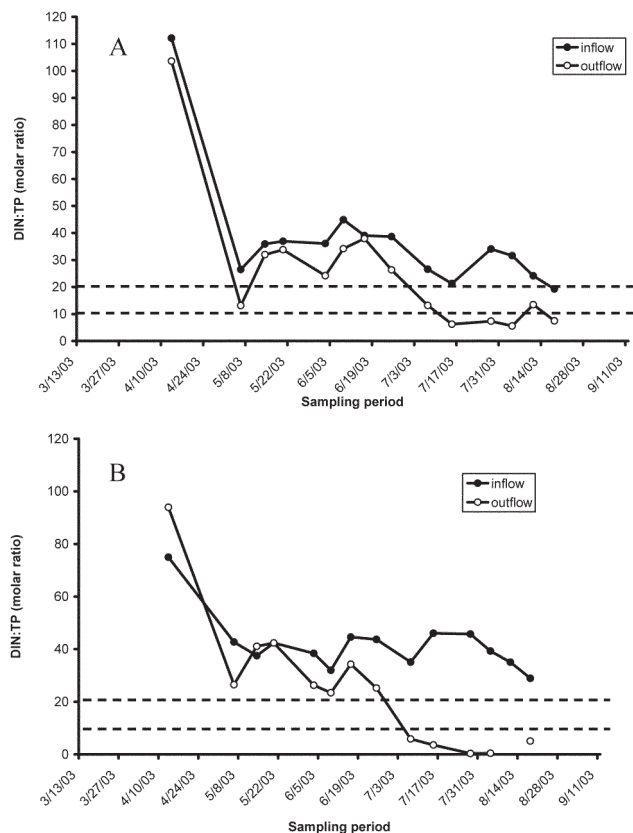 A
inflow
outflow
DIN:TP (molar ratio)
120
110
100
90
80
70
60
50
40
30
20
10
0
3/13/03 3/27/03 4/10/03 4/24/03 5/8/03 5/22/03 6/5/03 6/19/03 7/3/03 7/17/03 7/31/03 8/14/03 8/28/03 9/11/03
Sampling period
B
inflow
outflow
DIN:TP (molar ratio)
120
100
80
60
40
20
0
3/13/03 3/27/03 4/10/03 4/24/03 5/8/03 5/22/03 6/5/03 6/19/03 7/3/03 7/17/03 7/31/03 8/14/03 8/28/03 9/11/03
Sampling period